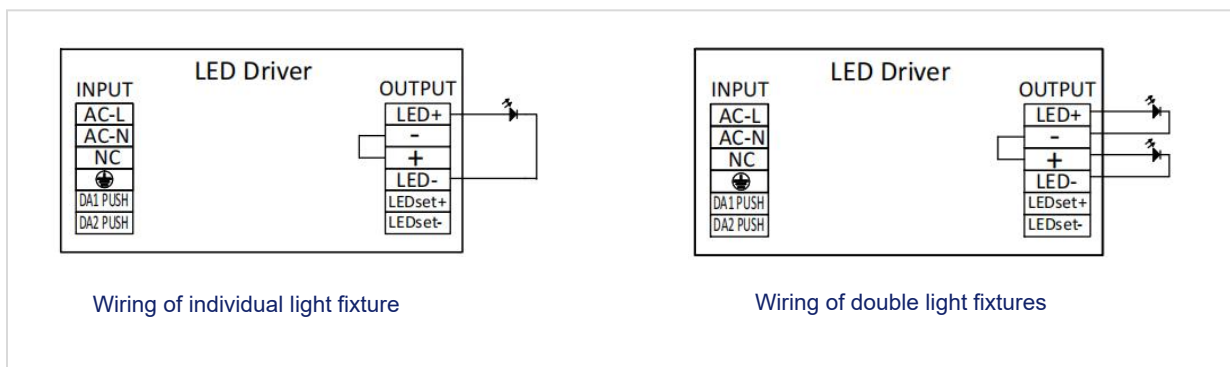 LED Driver
INPUT
OUTPUT
AC-L
LED+
AC-N
-
NC
+
LED-
DA1 PUSH
LEDset+
DA2 PUSH
LEDset-
Wiring of individual light fixture
LED Driver
INPUT
OUTPUT
AC-L
LED+
AC-N
-
NC
+
LED-
DA1 PUSH
LEDset+
DA2 PUSH
LEDset-
Wiring of double light fixtures